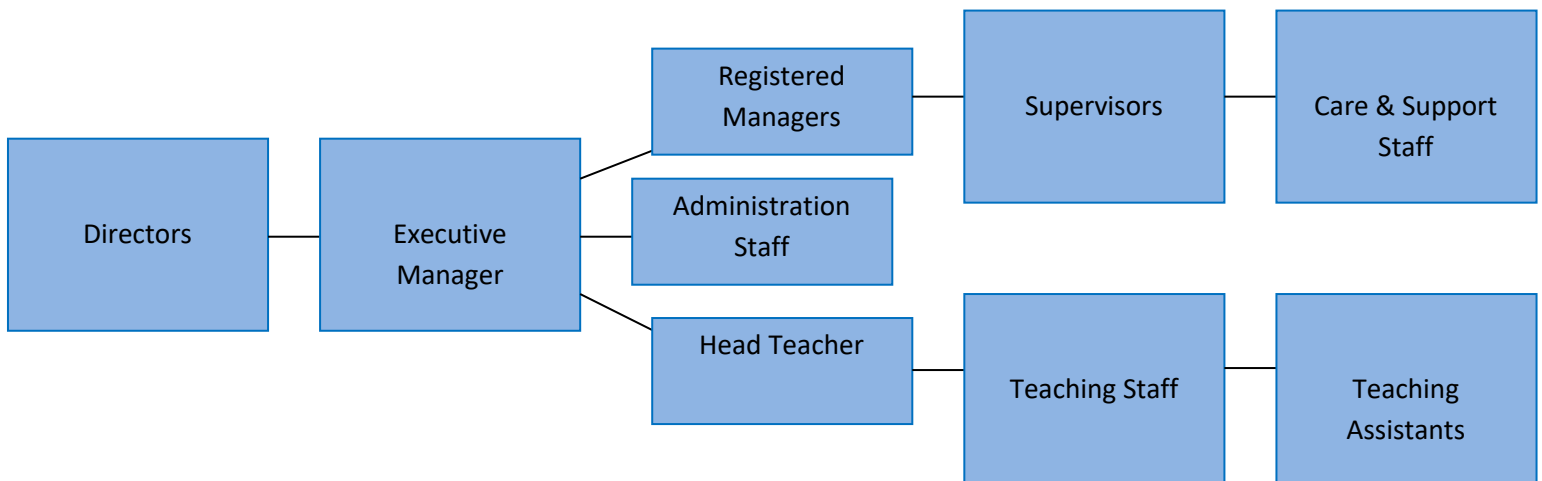 Directors
Executive
Manager
Registered
Managers
Supervisors
Care & Support
Staff
Administration
Staff
Head Teacher
Teaching Staff
Teaching
Assistants